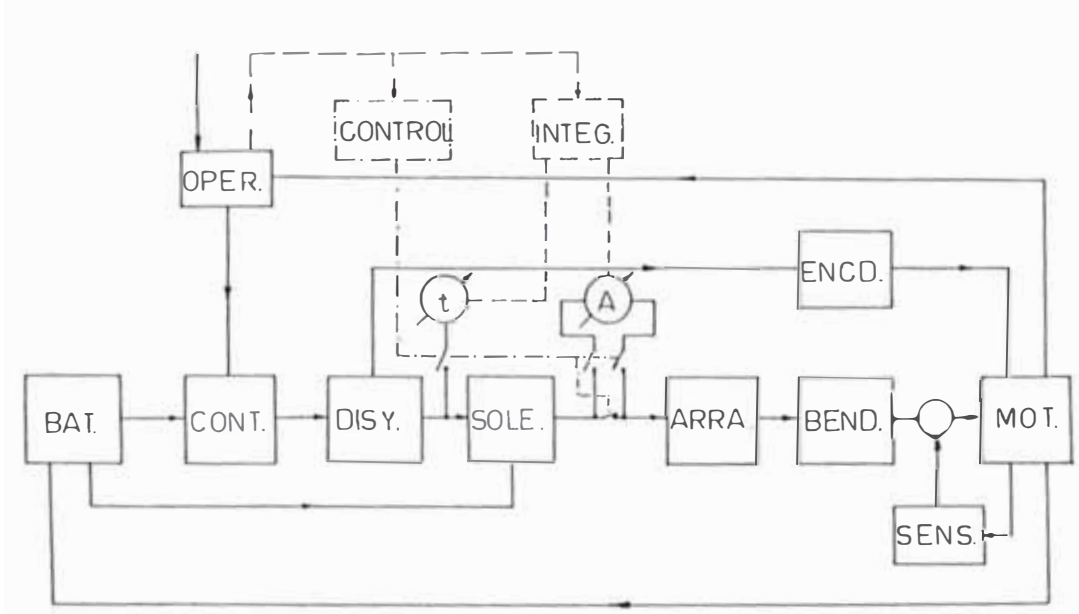 CONTROL
INTEG.
OPER.
ENCD.
t
A
BAT.
CONT.
DISY.
SOLE.
ARRA
BEND.
MOT.
SENS.